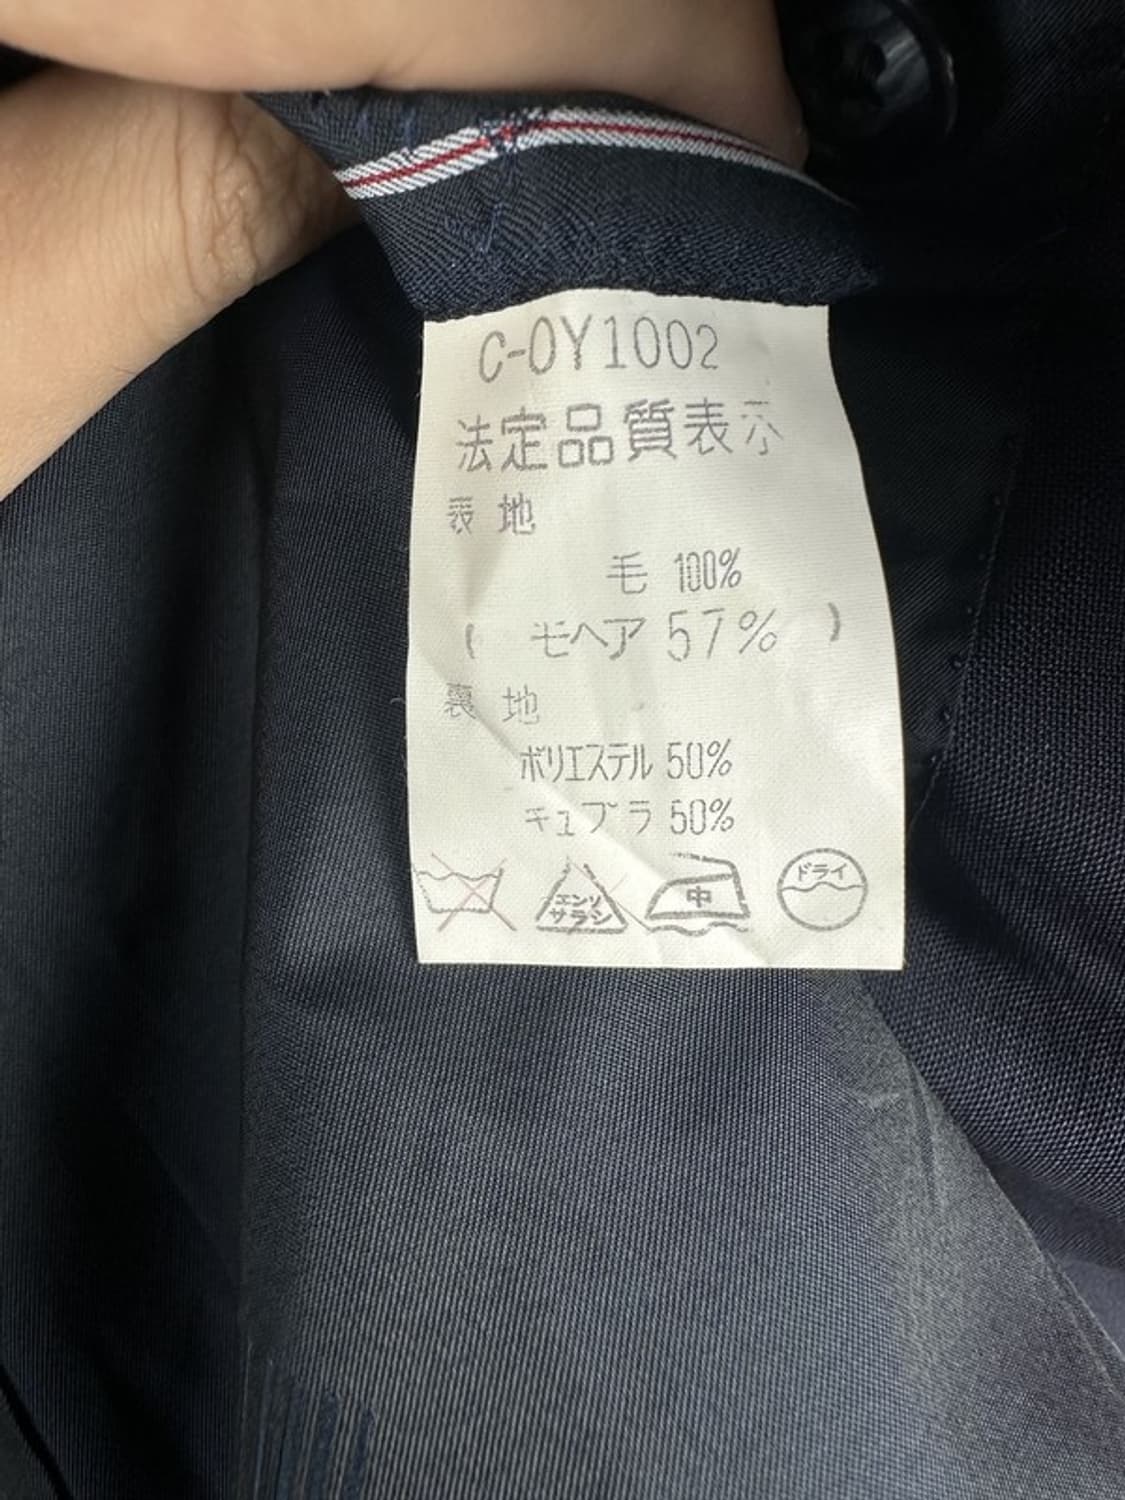 C-0Y1002
法定品質表示
表 地
毛 100%
( モヘア 57% )
裏 地
ポリエステル 50%
キュプラ 50%
エンソ
サラシ
中
ドライ